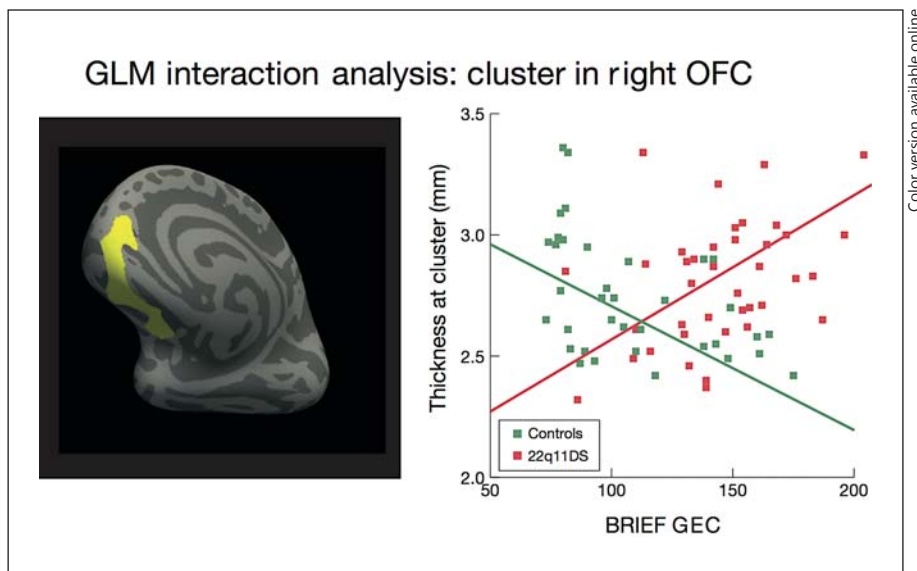 GLM interaction analysis: cluster in right OFC
Thickness at cluster (mm)
3.5
3.0
2.5
2.0
Controls
22q11DS
50
100
150
200
BRIEF GEC
Color version available online